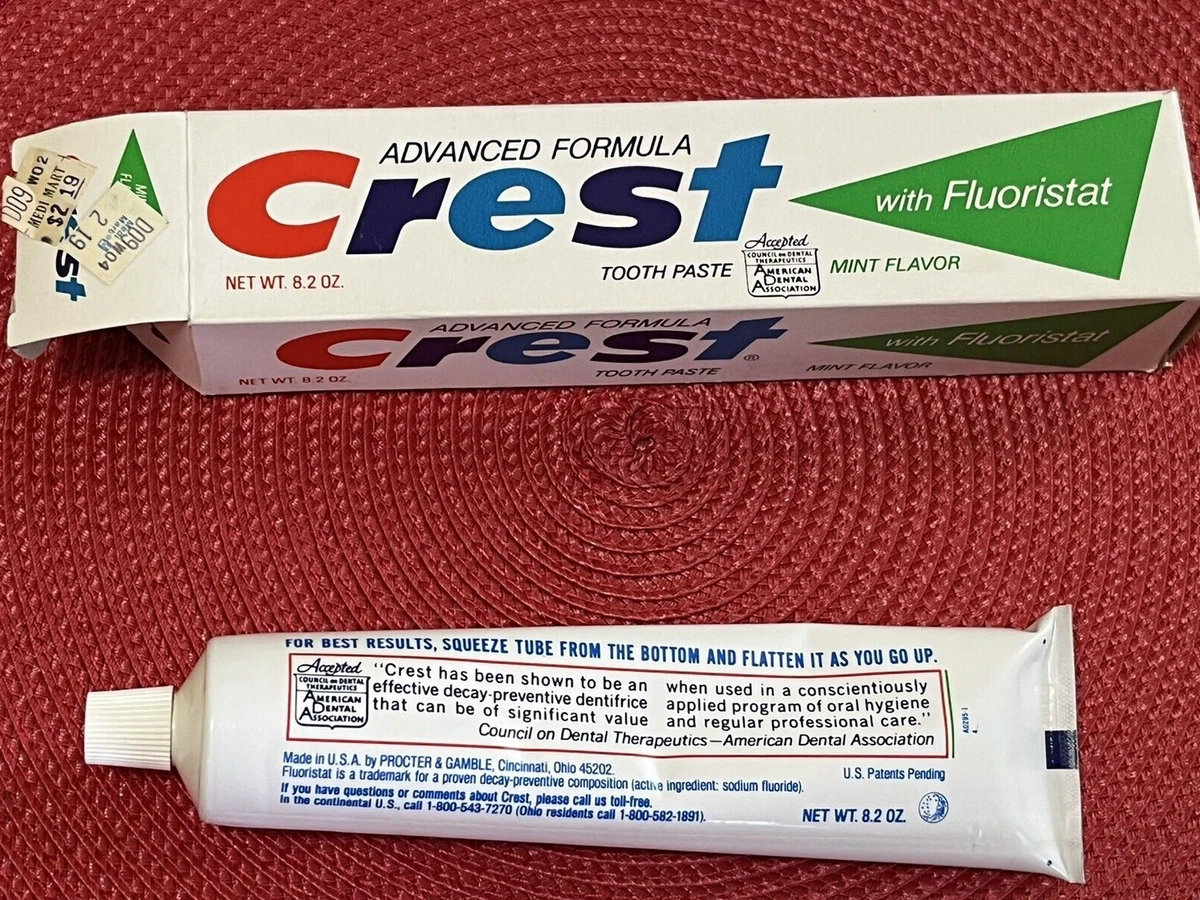 ADVANCED FORMULA
Crest
with Fluoristat
NET WT. 8.2 OZ.
TOOTH PASTE
Accepted
COUNCIL on DENTAL
THERAPEUTICS
AMERICAN
DENTAL
ASSOCIATION
MINT FLAVOR
W02
D09
MEDI MART
$2 19
2 19
D09W04
est
ADVANCED FORMULA
Crest®
with Fluoristat
NET WT. 8.2 OZ.
TOOTH PASTE
MINT FLAVOR
FOR BEST RESULTS, SQUEEZE TUBE FROM THE BOTTOM AND FLATTEN IT AS YOU GO UP.
Accepted
COUNCIL on DENTAL
THERAPEUTICS
AMERICAN
DENTAL
ASSOCIATION
"Crest has been shown to be an
effective decay-preventive dentifrice
that can be of significant value
when used in a conscientiously
applied program of oral hygiene
and regular professional care."
Council on Dental Therapeutics—American Dental Association
Made in U.S.A. by PROCTER & GAMBLE, Cincinnati, Ohio 45202.
Fluoristat is a trademark for a proven decay-preventive composition (active ingredient: sodium fluoride).
U.S. Patents Pending
If you have questions or comments about Crest, please call us toll-free.
In the continental U.S., call 1-800-543-7270 (Ohio residents call 1-800-582-1891).
NET WT. 8.2 OZ.